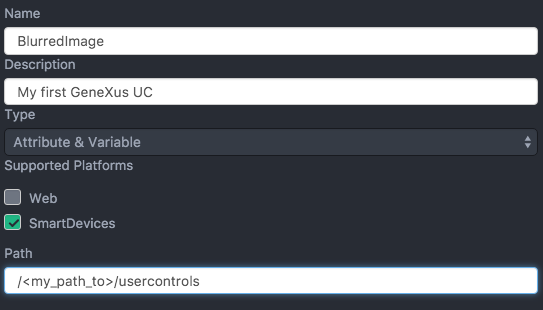 Name
BlurredImage
Description
My first GeneXus UC
Type
Attribute & Variable
Supported Platforms
Web
SmartDevices
Path
/<my_path_to>/usercontrols